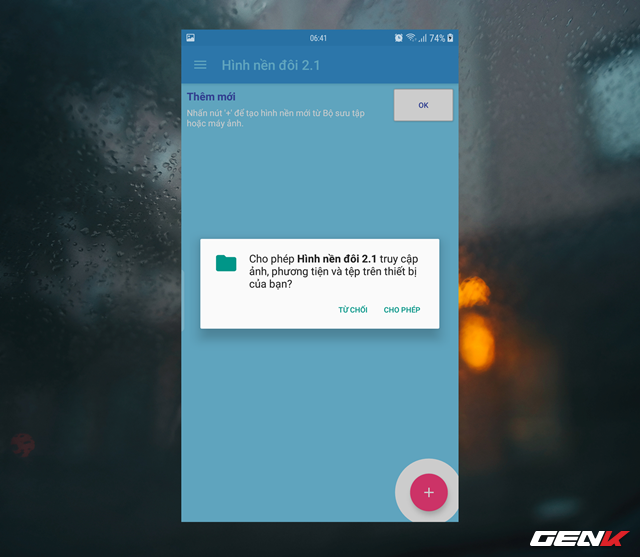 06:41
74%
Hình nền đôi 2.1
Thêm mới
Nhấn nút '+' để tạo hình nền mới từ Bộ sưu tập
hoặc máy ảnh.
OK
Cho phép Hình nền đôi 2.1 truy cập
ảnh, phương tiện và tệp trên thiết bị
của bạn?
TỪ CHỐI
CHO PHÉP
+
GENK